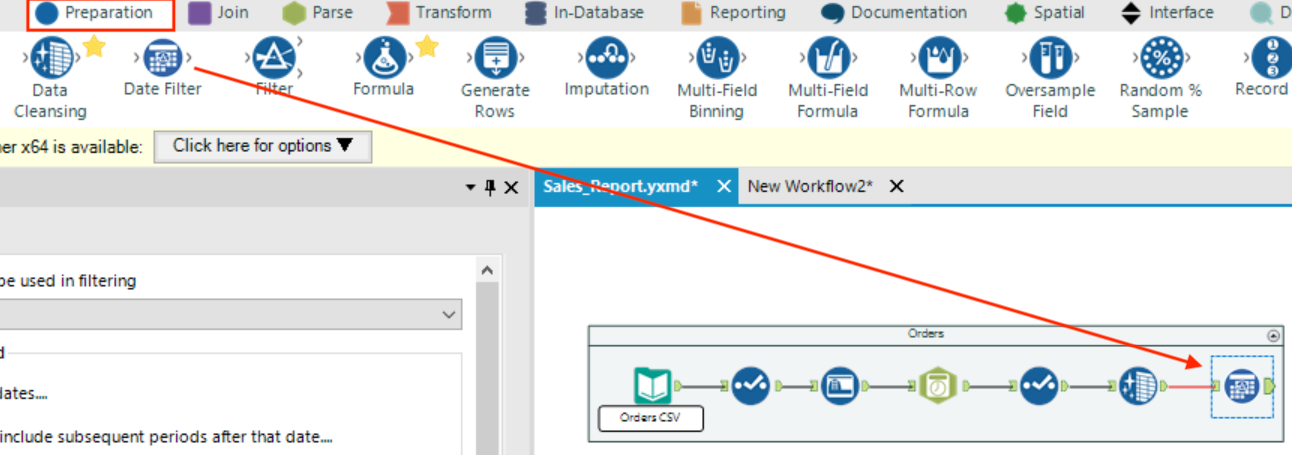 Preparation Join Parse Transform In-Database Reporting Documentation Spatial Interface D
Data Cleansing
Date Filter
Filter
Formula
Generate Rows
Imputation
Multi-Field Binning
Multi-Field Formula
Multi-Row Formula
Oversample Field
Random % Sample
Record
1
2
3
er x64 is available: Click here for options ▼
Sales_Report.yxmd* New Workflow2*
be used in filtering
d
dates....
include subsequent periods after that date....
Orders
Orders CSV